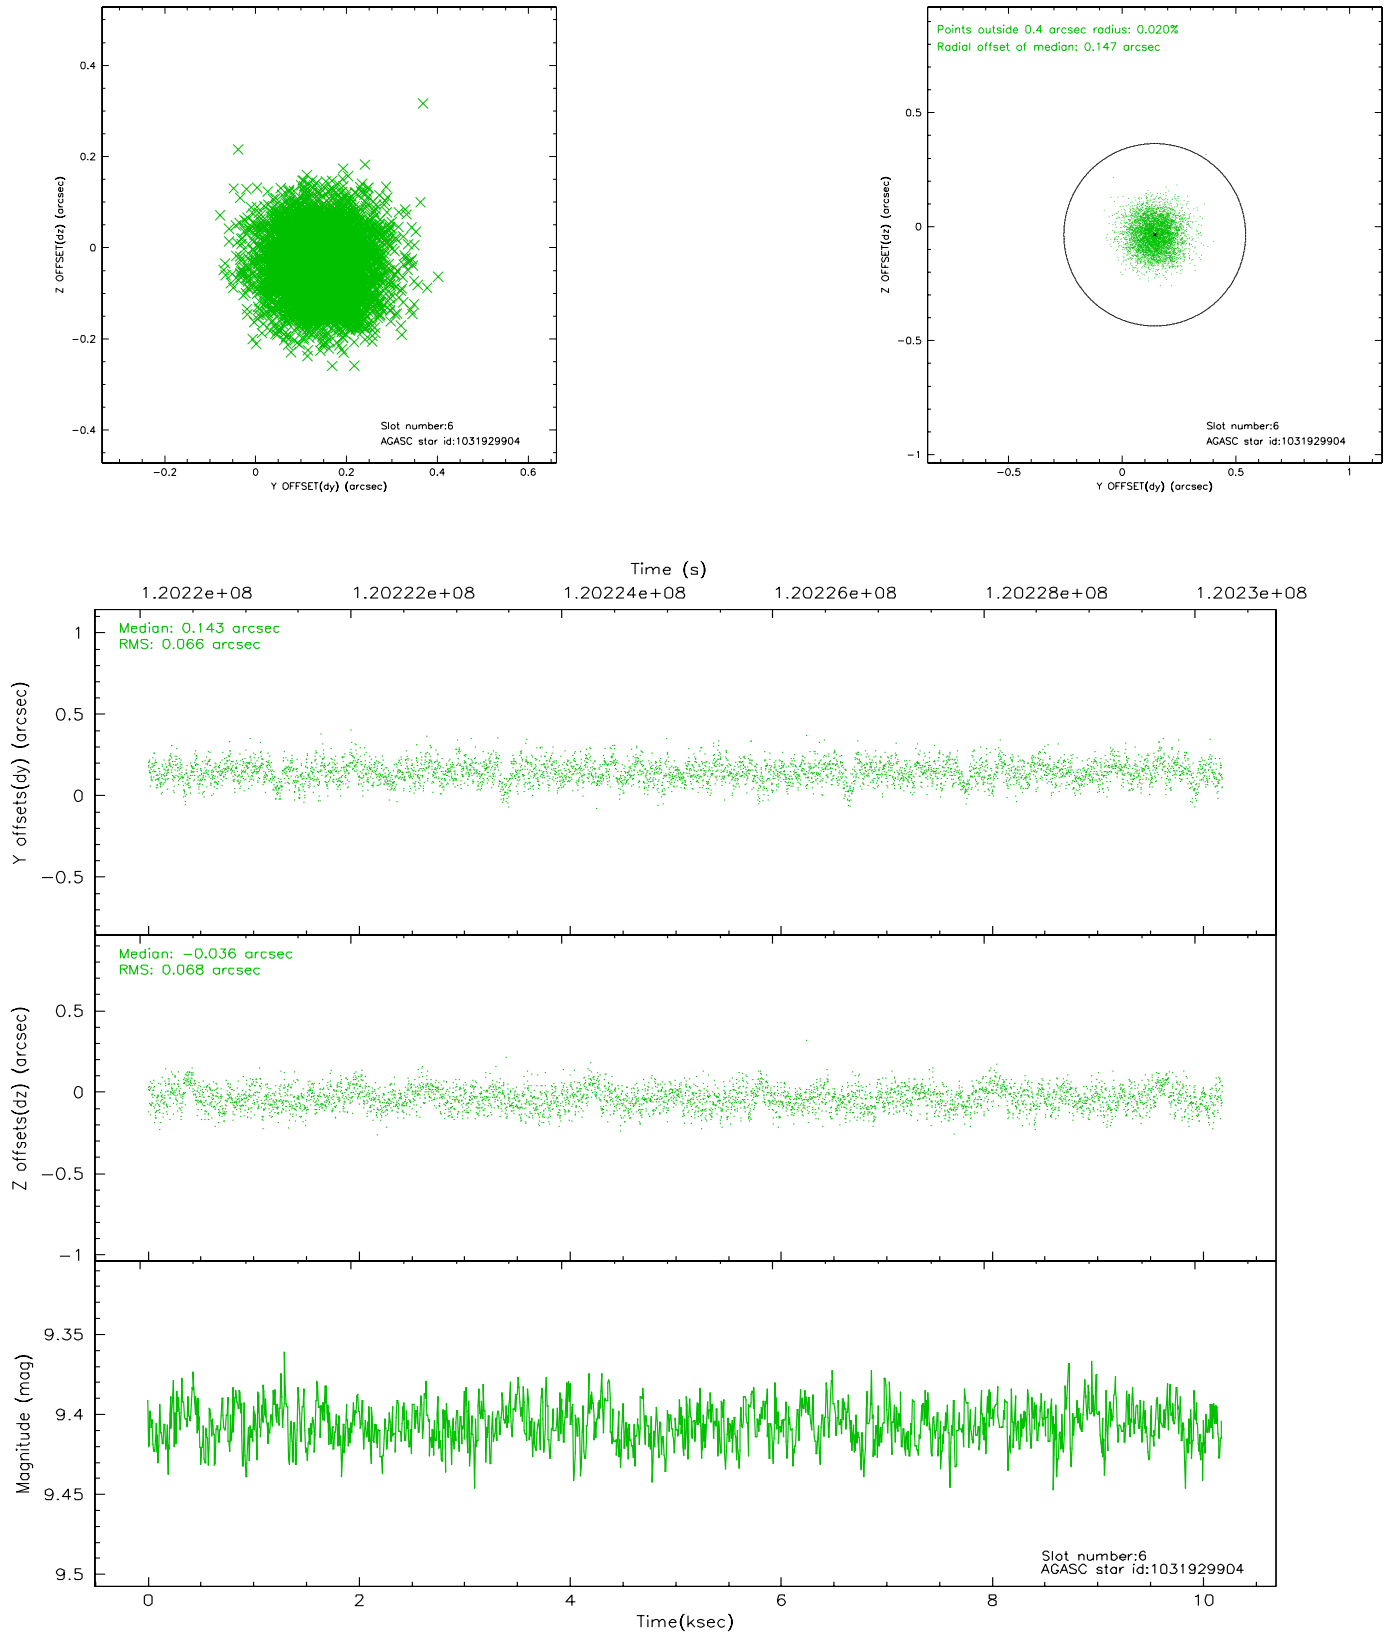 0.4
0.2
0
−0.2
−0.4
Z OFFSET(dz) (arcsec)
Slot number:6
AGASC star id:1031929904
−0.2 0 0.2 0.4 0.6
Y OFFSET(dy) (arcsec)
Points outside 0.4 arcsec radius: 0.020%
Radial offset of median: 0.147 arcsec
0.5
0
−0.5
−1
Z OFFSET(dz) (arcsec)
Slot number:6
AGASC star id:1031929904
−0.5 0 0.5 1
Y OFFSET(dy) (arcsec)
Time (s)
1.2022e+08 1.20222e+08 1.20224e+08 1.20226e+08 1.20228e+08 1.2023e+08
Median: 0.143 arcsec
RMS: 0.066 arcsec
1
0.5
0
−0.5
Y offsets(dy) (arcsec)
Median: −0.036 arcsec
RMS: 0.068 arcsec
0.5
0
−0.5
−1
Z offsets(dz) (arcsec)
9.35
9.4
9.45
9.5
Magnitude (mag)
Slot number:6
AGASC star id:1031929904
0 2 4 6 8 10
Time(ksec)